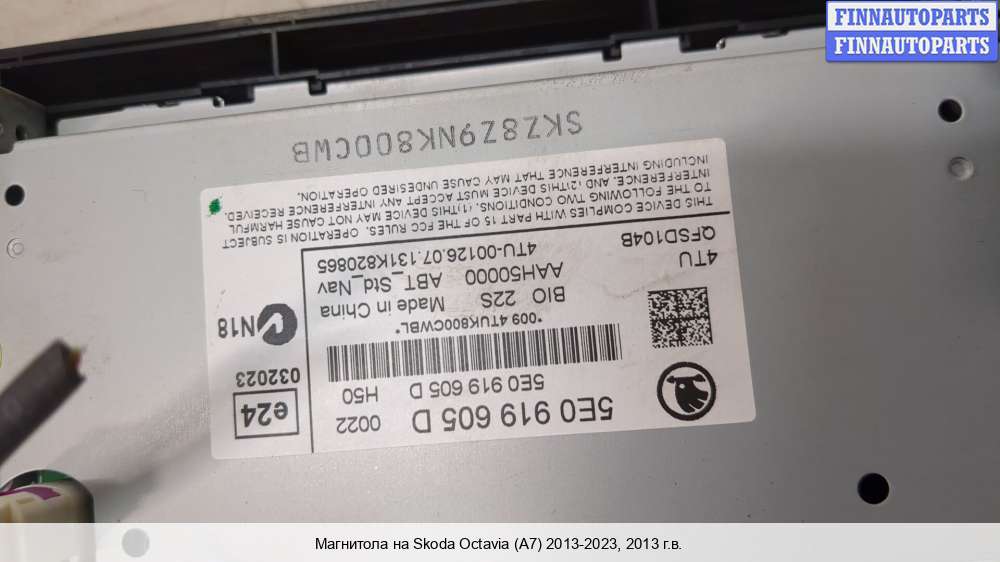 FINNAUTOPARTS
FINNAUTOPARTS
5E0 919 605 D
5E0 919 605 D
0022
H50
e24
032023
*009 4TUK800CWBL*
N18
BIO 22S Made in China
AAH50000 ABT_Std_Nav
4TU-00126.07.131K820865
4TU
QFSD104B
THIS DEVICE COMPLIES WITH PART 15 OF THE FCC RULES. OPERATION IS SUBJECT
TO THE FOLLOWING TWO CONDITIONS, (1)THIS DEVICE MAY NOT CAUSE HARMFUL
INTERFERENCE, AND (2)THIS DEVICE MUST ACCEPT ANY INTERFERENCE RECEIVED,
INCLUDING INTERFERENCE THAT MAY CAUSE UNDESIRED OPERATION.
SKZ8Z9NK800CWB
Магнитола на Skoda Octavia (A7) 2013-2023, 2013 г.в.